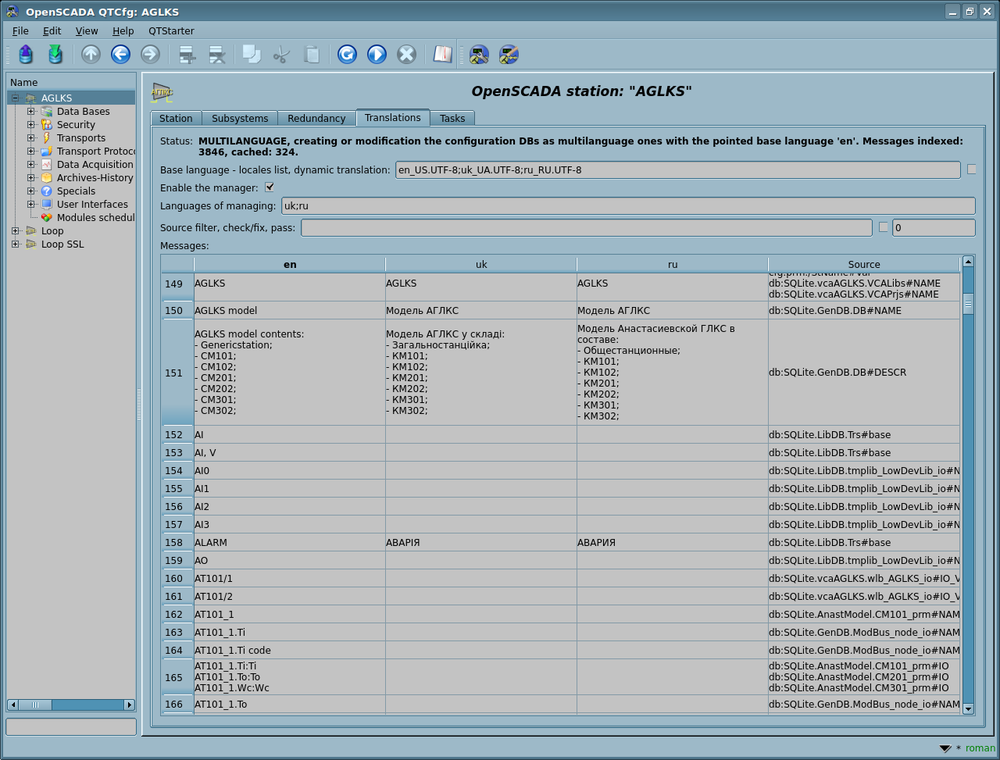 OpenSCADA QTCfg: AGLKS
File Edit View Help QTStarter
Name
AGLKS
Data Bases
Security
Transports
Transport Protoc
Data Acquisition
Archives-History
Specials
User Interfaces
Modules schedul
Loop
Loop SSL
OpenSCADA station: "AGLKS"
Station Subsystems Redundancy Translations Tasks
Status: MULTILANGUAGE, creating or modification the configuration DBs as multilanguage ones with the pointed base language 'en'. Messages indexed:
3846, cached: 324.
Base language - locales list, dynamic translation: en_US.UTF-8;uk_UA.UTF-8;ru_RU.UTF-8
Enable the manager:
Languages of managing: uk;ru
Source filter, check/fix, pass: 0
Messages:
en uk ru Source
149 AGLKS AGLKS AGLKS db:SQLite.vcaAGLKS.VCALibs#NAME
db:SQLite.vcaAGLKS.VCAPrjs#NAME
150 AGLKS model Модель АГЛКС Модель АГЛКС db:SQLite.GenDB.DB#NAME
151
AGLKS model contents:
- Genericstation;
- CM101;
- CM102;
- CM201;
- CM202;
- CM301;
- CM302;
Модель АГЛКС у складі:
- Загальностанційка;
- КМ101;
- КМ102;
- КМ201;
- КМ202;
- КМ301;
- КМ302;
Модель Анастасиевской ГЛКС в
составе:
- Общестанционные;
- КМ101;
- КМ102;
- КМ201;
- КМ202;
- КМ301;
- КМ302;
db:SQLite.GenDB.DB#DESCR
152 AI db:SQLite.LibDB.Trs#base
153 AI, V db:SQLite.LibDB.Trs#base
154 AI0 db:SQLite.LibDB.tmplib_LowDevLib_io#N
155 AI1 db:SQLite.LibDB.tmplib_LowDevLib_io#N
156 AI2 db:SQLite.LibDB.tmplib_LowDevLib_io#N
157 AI3 db:SQLite.LibDB.tmplib_LowDevLib_io#N
158 ALARM АВАРІЯ АВАРИЯ db:SQLite.LibDB.Trs#base
159 AO db:SQLite.LibDB.tmplib_LowDevLib_io#N
160 AT101/1 db:SQLite.vcaAGLKS.wlb_AGLKS_io#IO_V
161 AT101/2 db:SQLite.vcaAGLKS.wlb_AGLKS_io#IO_V
162 AT101_1 db:SQLite.AnastModel.CM101_prm#NAM
163 AT101_1.Ti db:SQLite.GenDB.ModBus_node_io#NAM
164 AT101_1.Ti code db:SQLite.GenDB.ModBus_node_io#NAM
165
AT101_1.Ti:Ti
AT101_1.To:To
AT101_1.Wc:Wc
db:SQLite.AnastModel.CM101_prm#IO
db:SQLite.AnastModel.CM201_prm#IO
db:SQLite.AnastModel.CM301_prm#IO
166 AT101_1.To db:SQLite.GenDB.ModBus_node_io#NAM
* roman